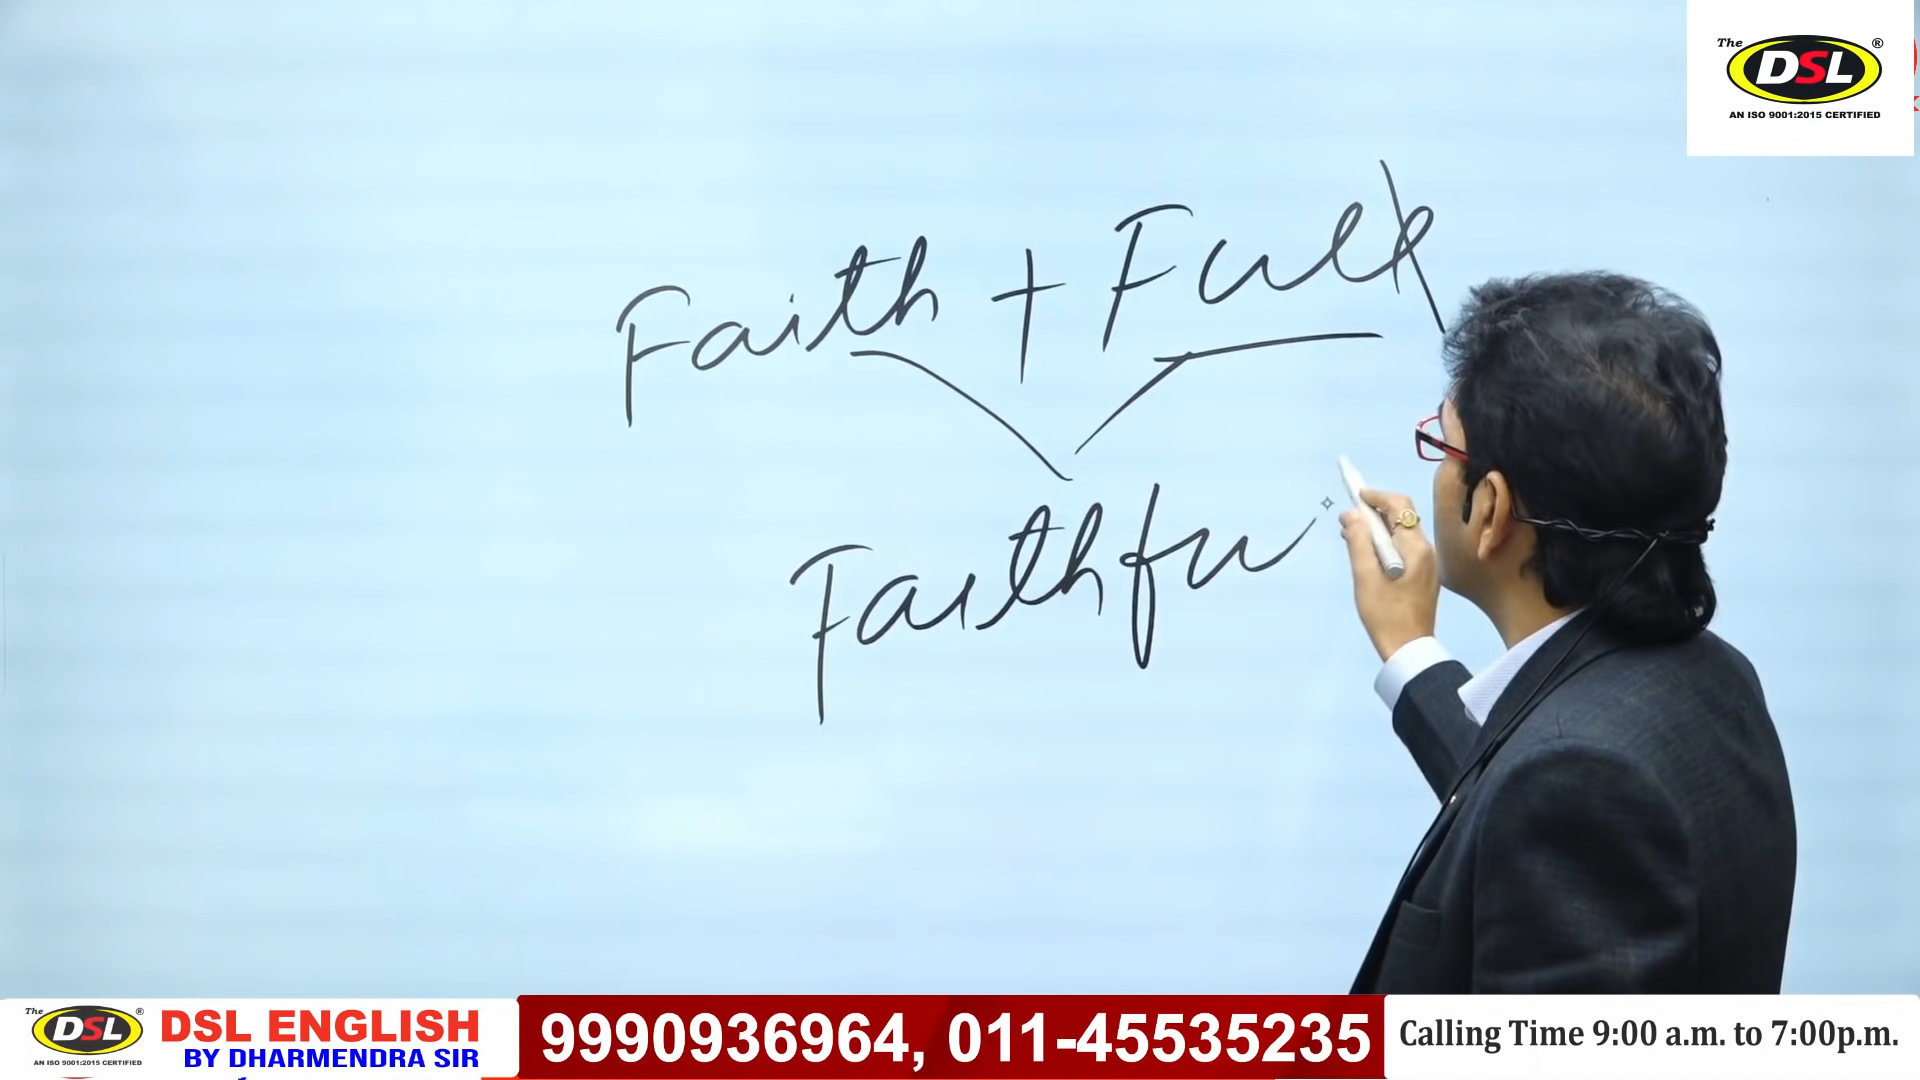 The DSL ®
AN ISO 9001:2015 CERTIFIED
Faith + Full
Faithfu
The DSL ®
AN ISO 9001:2015 CERTIFIED
DSL ENGLISH
BY DHARMENDRA SIR
9990936964, 011-45535235
Calling Time 9:00 a.m. to 7:00p.m.